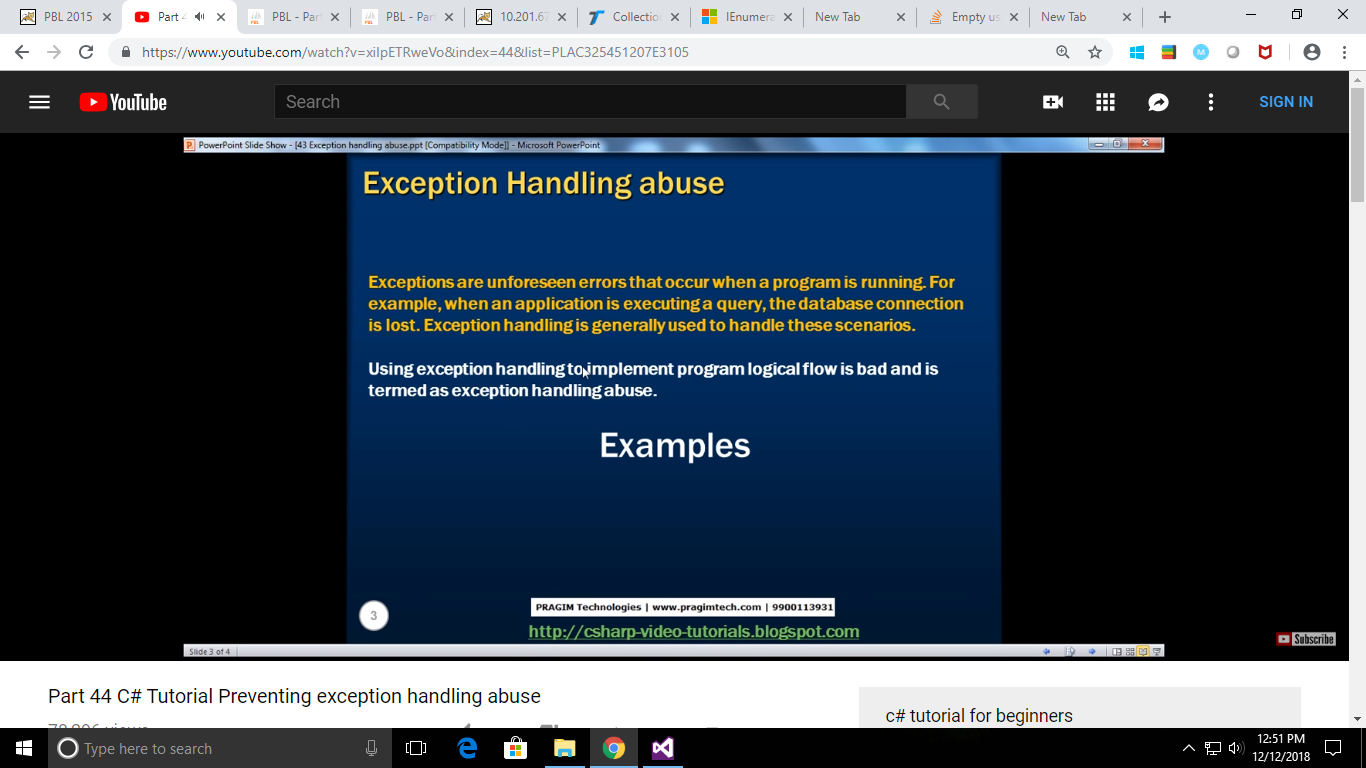 PBL 2015
Part 4
PBL - Par
PBL - Par
10.201.67
Collectio
IEnumera
New Tab
Empty us
New Tab
https://www.youtube.com/watch?v=xiIpETRweVo&index=44&list=PLAC325451207E3105
YouTube
Search
SIGN IN
PowerPoint Slide Show - [43 Exception handling abuse.ppt [Compatibility Mode]] - Microsoft PowerPoint
Exception Handling abuse
Exceptions are unforeseen errors that occur when a program is running. For
example, when an application is executing a query, the database connection
is lost. Exception handling is generally used to handle these scenarios.
Using exception handling to implement program logical flow is bad and is
termed as exception handling abuse.
Examples
3
PRAGIM Technologies | www.pragimtech.com | 9900113931
http://csharp-video-tutorials.blogspot.com
Subscribe
Slide 3 of 4
Part 44 C# Tutorial Preventing exception handling abuse
c# tutorial for beginners
Type here to search
12:51 PM
12/12/2018